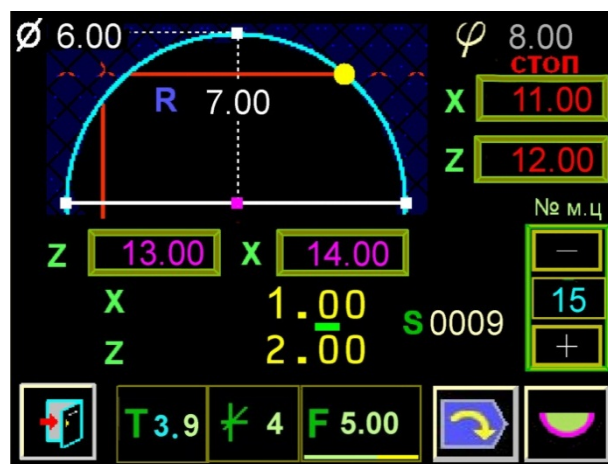 Ø 6.00
φ 8.00
стоп
R 7.00
X 11.00
Z 12.00
№ м.ц
Z 13.00 X 14.00
–
X 1.00
15
S 0009
Z 2.00
+
T 3.9 4 F 5.00